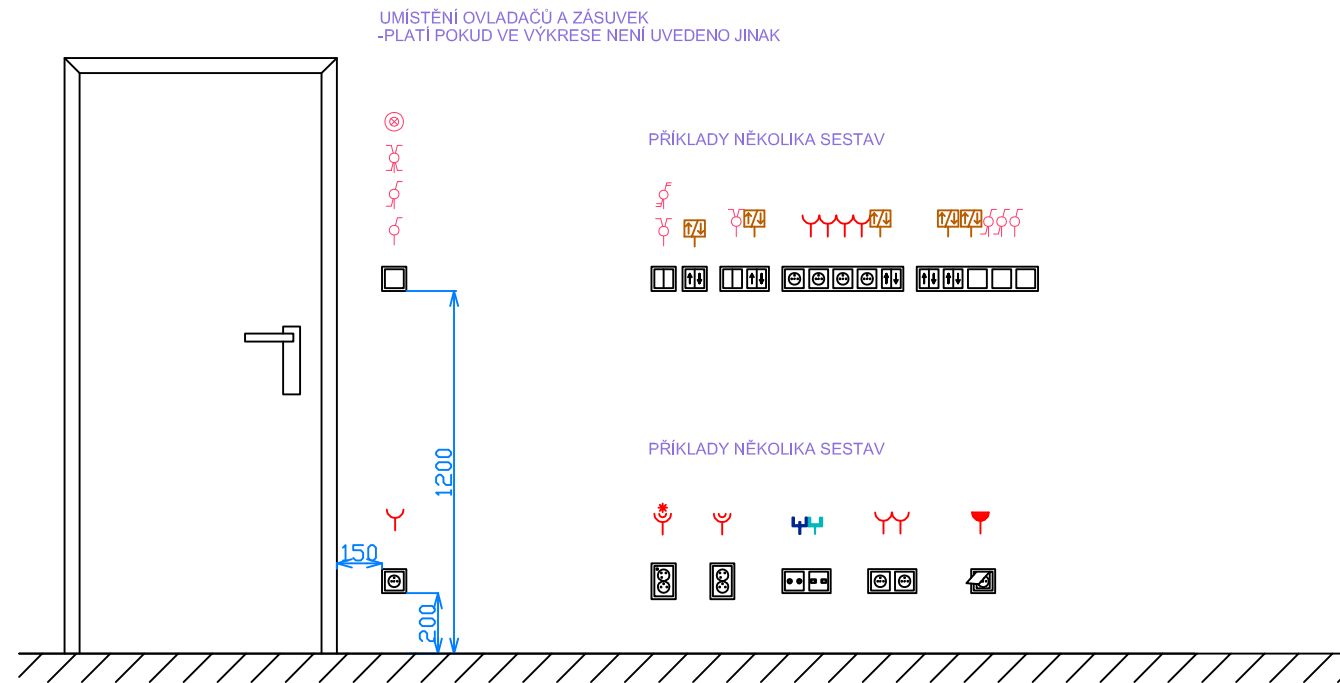 UMÍSTĚNÍ OVLADAČŮ A ZÁSUVEK
-PLATÍ POKUD VE VÝKRESE NENÍ UVEDENO JINAK
PŘÍKLADY NĚKOLIKA SESTAV
PŘÍKLADY NĚKOLIKA SESTAV
1200
150
200